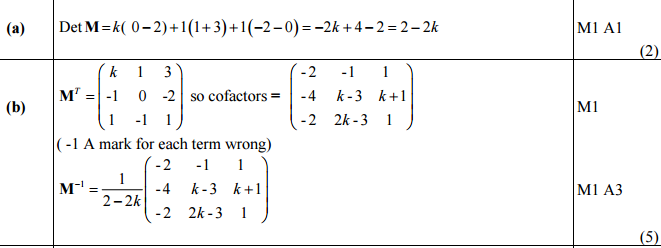 (a) Det M = k( 0−2)+1(1+3)+1(−2−0) = −2k+4−2 = 2−2k M1 A1
(2)
(b) M^T = ( k 1 3 ; -1 0 -2 ; 1 -1 1 ) so cofactors = ( -2 -1 1 ; -4 k-3 k+1 ; -2 2k-3 1 ) M1
( -1 A mark for each term wrong)
M^-1 = 1/(2−2k) ( -2 -1 1 ; -4 k-3 k+1 ; -2 2k-3 1 ) M1 A3
(5)